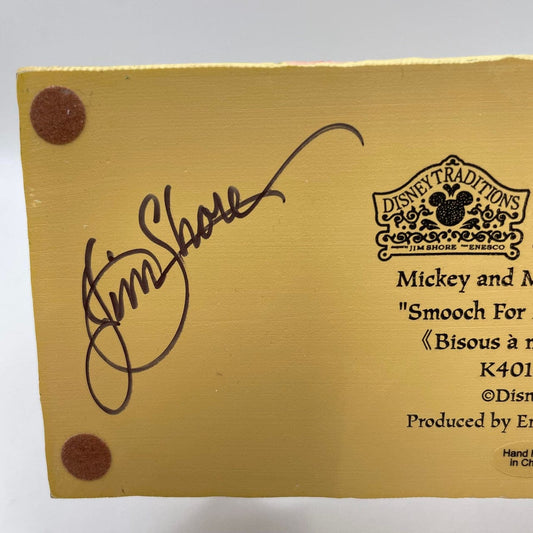 Jim Shore
DISNEY TRADITIONS
JIM SHORE ENESCO
Mickey and M
"Smooch For
《Bisous à m
K401
©Disn
Produced by En
Hand
in Ch